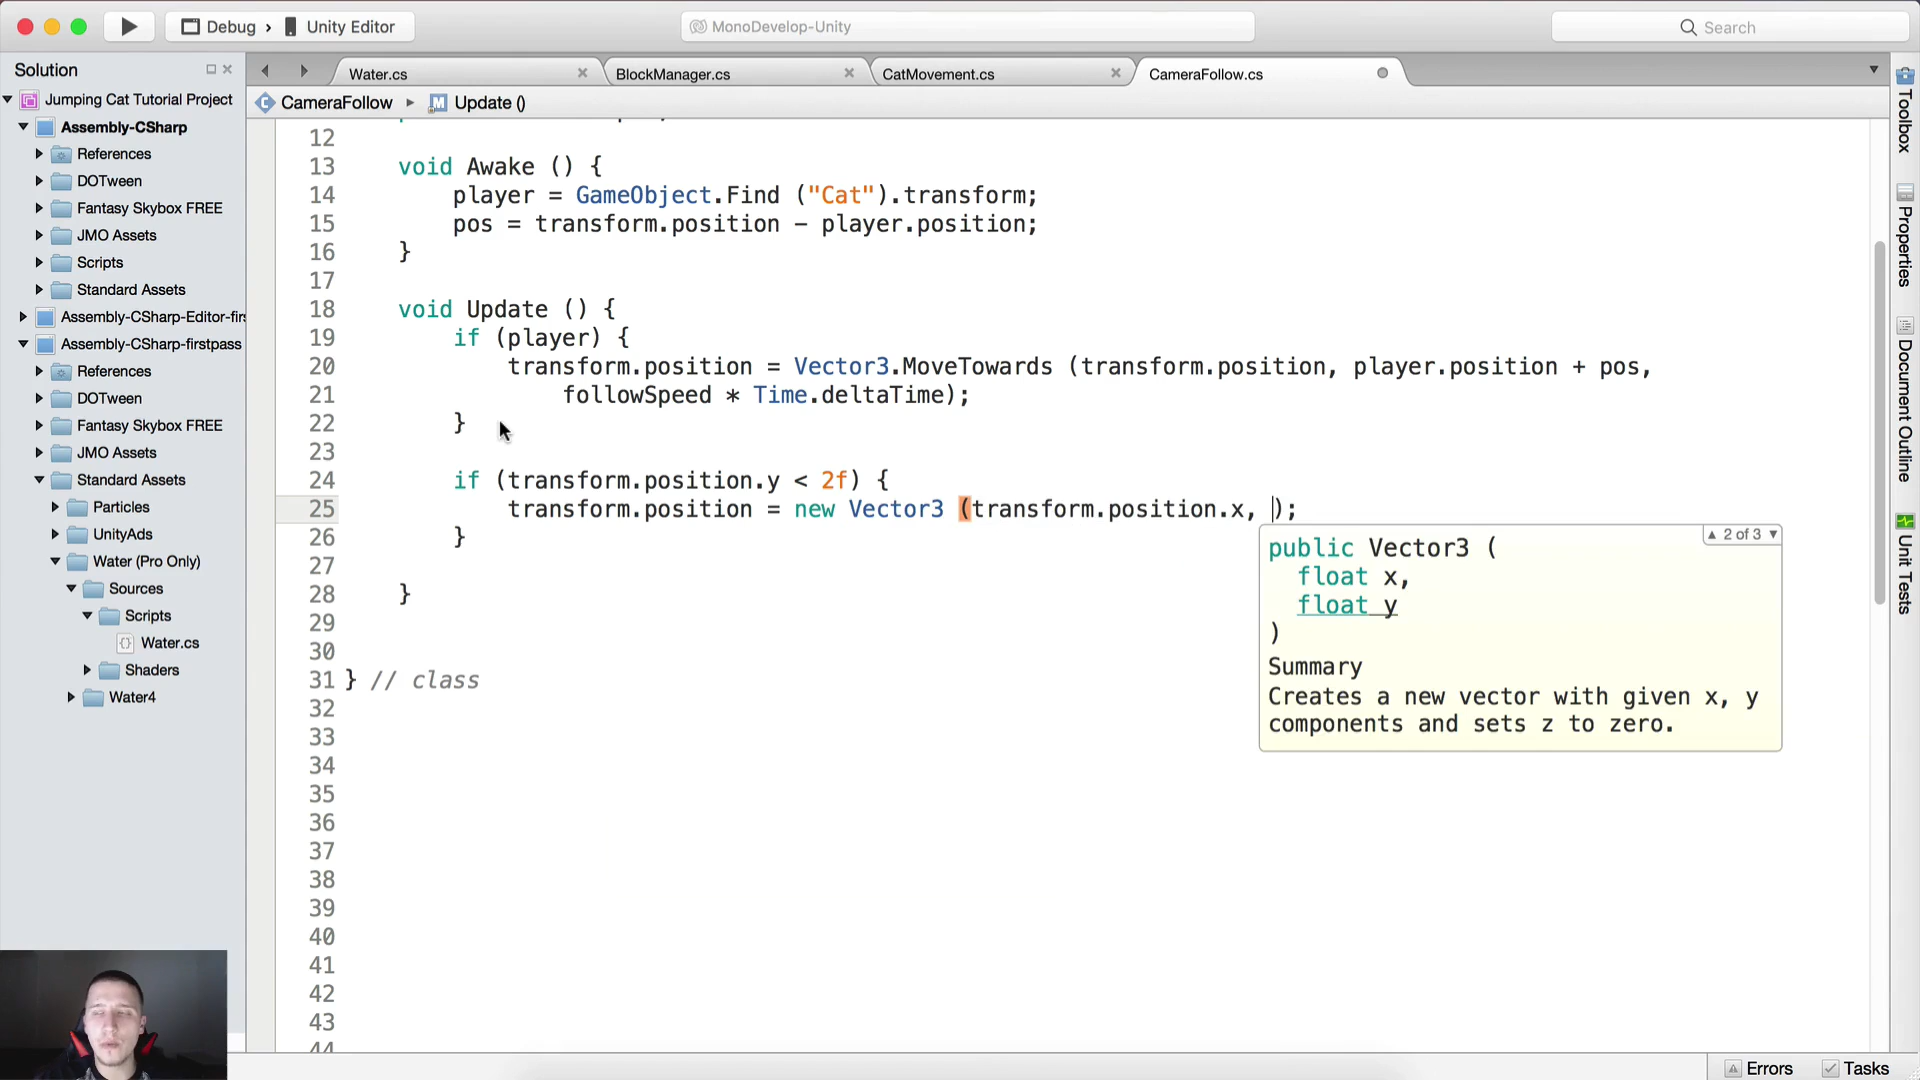 Debug › Unity Editor
MonoDevelop-Unity
Search
Solution
Water.cs
BlockManager.cs
CatMovement.cs
CameraFollow.cs
Jumping Cat Tutorial Project
Assembly-CSharp
References
DOTween
Fantasy Skybox FREE
JMO Assets
Scripts
Standard Assets
Assembly-CSharp-Editor-firs
Assembly-CSharp-firstpass
References
DOTween
Fantasy Skybox FREE
JMO Assets
Standard Assets
Particles
UnityAds
Water (Pro Only)
Sources
Scripts
Water.cs
Shaders
Water4
CameraFollow ▸ M Update ()
12
13 void Awake () {
14 player = GameObject.Find ("Cat").transform;
15 pos = transform.position - player.position;
16 }
17
18 void Update () {
19 if (player) {
20 transform.position = Vector3.MoveTowards (transform.position, player.position + pos,
21 followSpeed * Time.deltaTime);
22 }
23
24 if (transform.position.y < 2f) {
25 transform.position = new Vector3 (transform.position.x, );
26 }
27
28 }
29
30
31 } // class
32
33
34
35
36
37
38
39
40
41
42
43
44
▲ 2 of 3 ▼
public Vector3 (
float x,
float y
)
Summary
Creates a new vector with given x, y
components and sets z to zero.
Toolbox
Properties
Document Outline
Unit Tests
Errors
Tasks